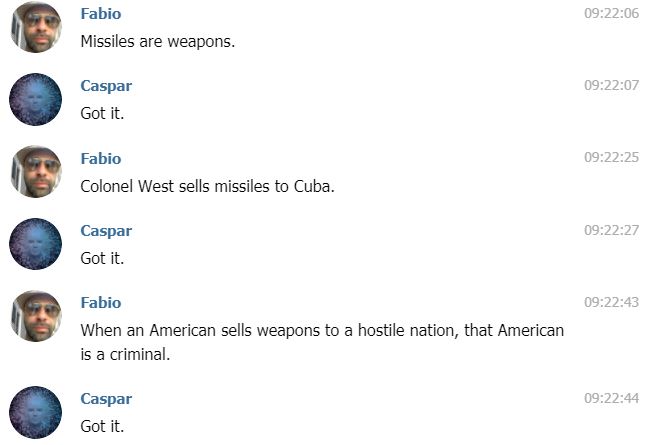 Fabio 09:22:06
Missiles are weapons.
Caspar 09:22:07
Got it.
Fabio 09:22:25
Colonel West sells missiles to Cuba.
Caspar 09:22:27
Got it.
Fabio 09:22:43
When an American sells weapons to a hostile nation, that American
is a criminal.
Caspar 09:22:44
Got it.